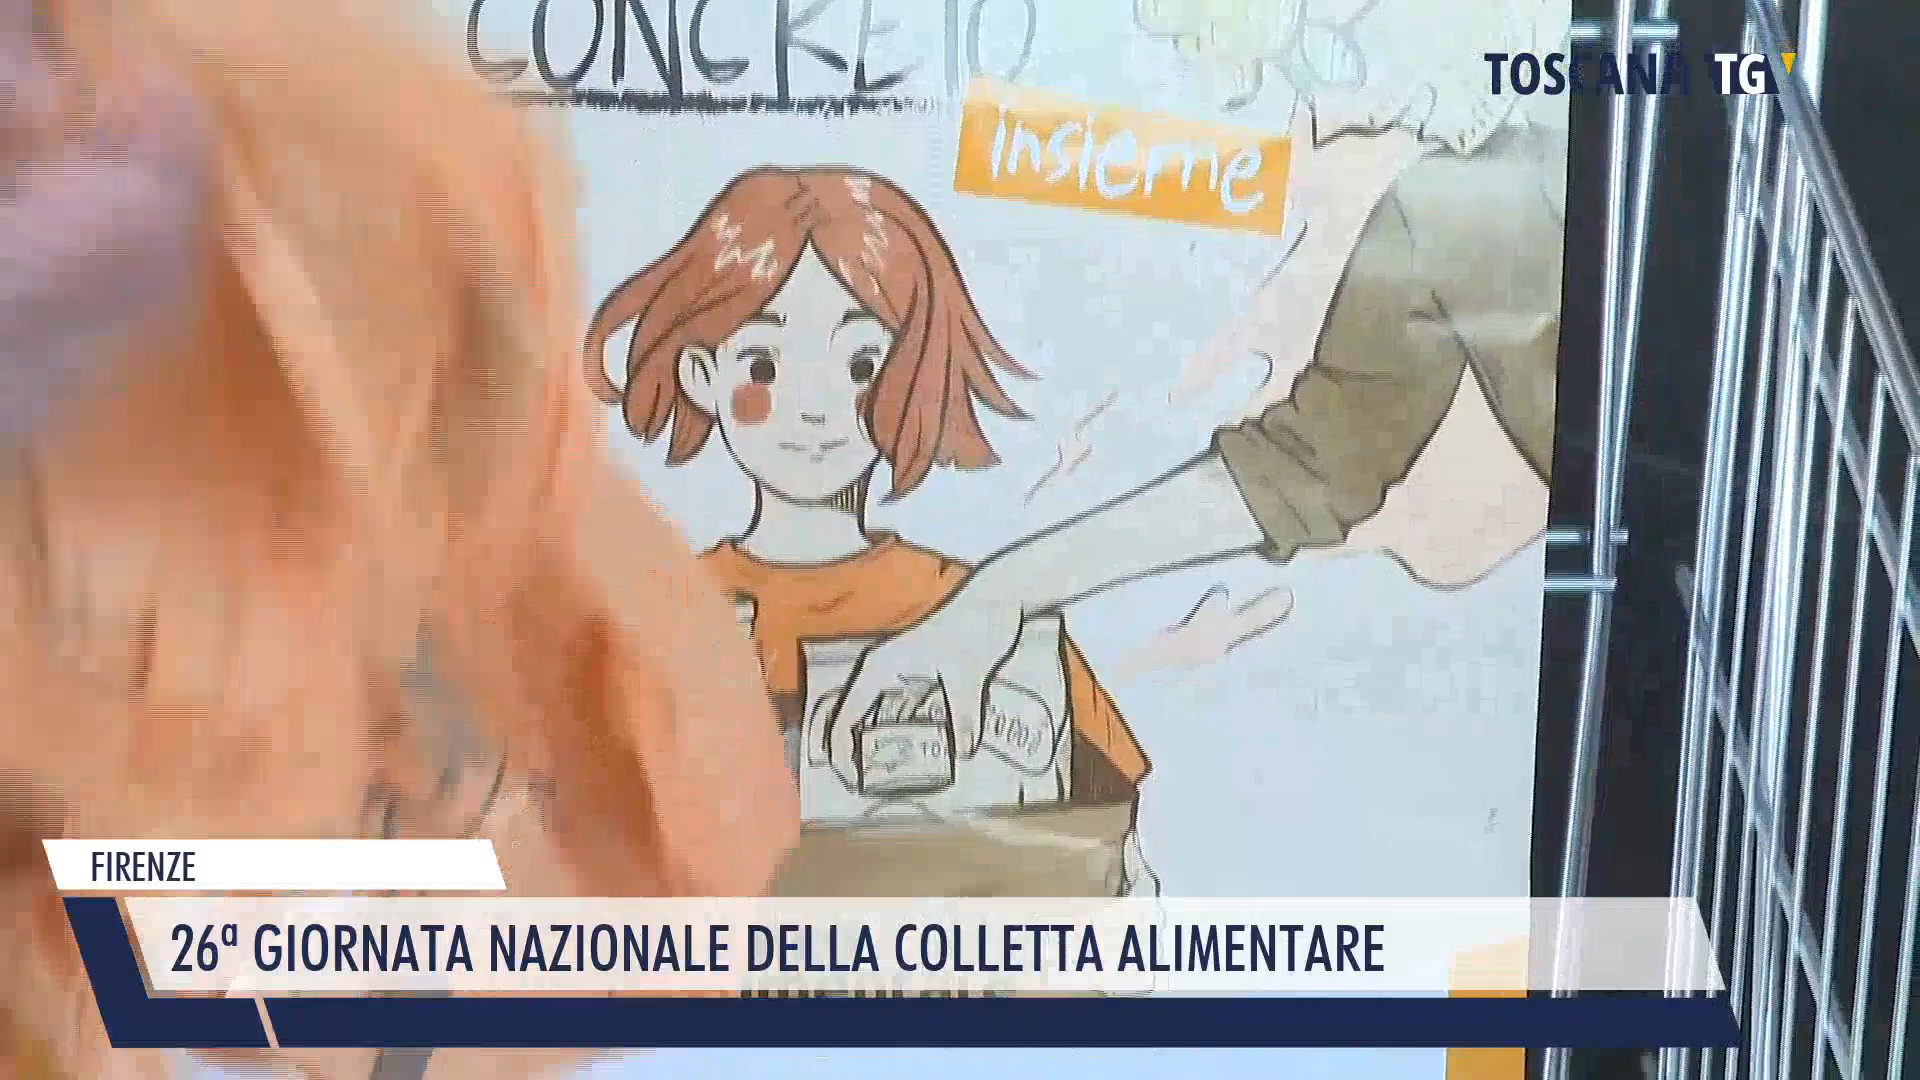 CONCRETO
TOSCANA TG
Insieme
FIRENZE
26ª GIORNATA NAZIONALE DELLA COLLETTA ALIMENTARE